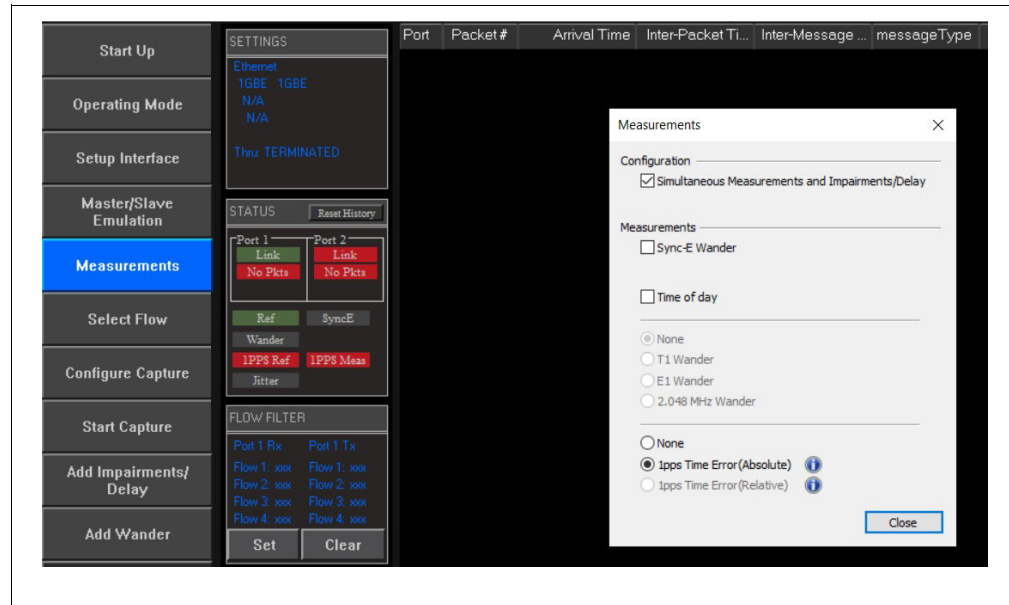 Start Up
Operating Mode
Setup Interface
Master/Slave
Emulation
Measurements
Select Flow
Configure Capture
Start Capture
Add Impairments/
Delay
Add Wander
SETTINGS
Ethernet
1GBE 1GBE
N/A
N/A
Thru: TERMINATED
STATUS Reset History
Port 1 Port 2
Link Link
No Pkts No Pkts
Ref SyncE
Wander
1PPS Ref 1PPS Meas
Jitter
FLOW FILTER
Port 1 Rx Port 1 Tx
Flow 1: xxx Flow 1: xxx
Flow 2: xxx Flow 2: xxx
Flow 3: xxx Flow 3: xxx
Flow 4: xxx Flow 4: xxx
Set Clear
Port Packet# Arrival Time Inter-Packet Ti... Inter-Message ... messageType
Measurements
Configuration
Simultaneous Measurements and Impairments/Delay
Measurements
Sync-E Wander
Time of day
None
T1 Wander
E1 Wander
2.048 MHz Wander
None
1pps Time Error(Absolute)
1pps Time Error(Relative)
Close